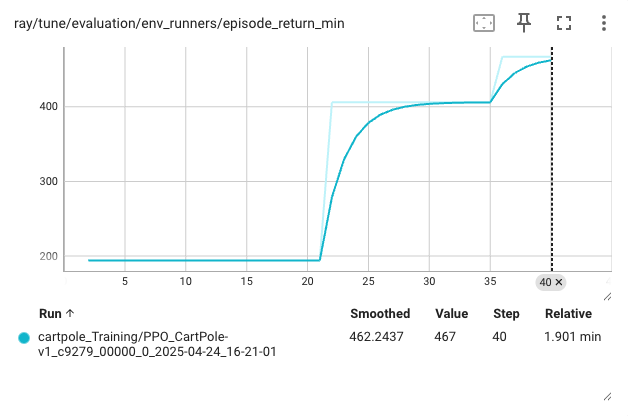 ray/tune/evaluation/env_runners/episode_return_min
400
300
200
5 10 15 20 25 30 35 40 ✕
Run ↑ Smoothed Value Step Relative
cartpole_Training/PPO_CartPole- 462.2437 467 40 1.901 min
v1_c9279_00000_0_2025-04-24_16-21-01